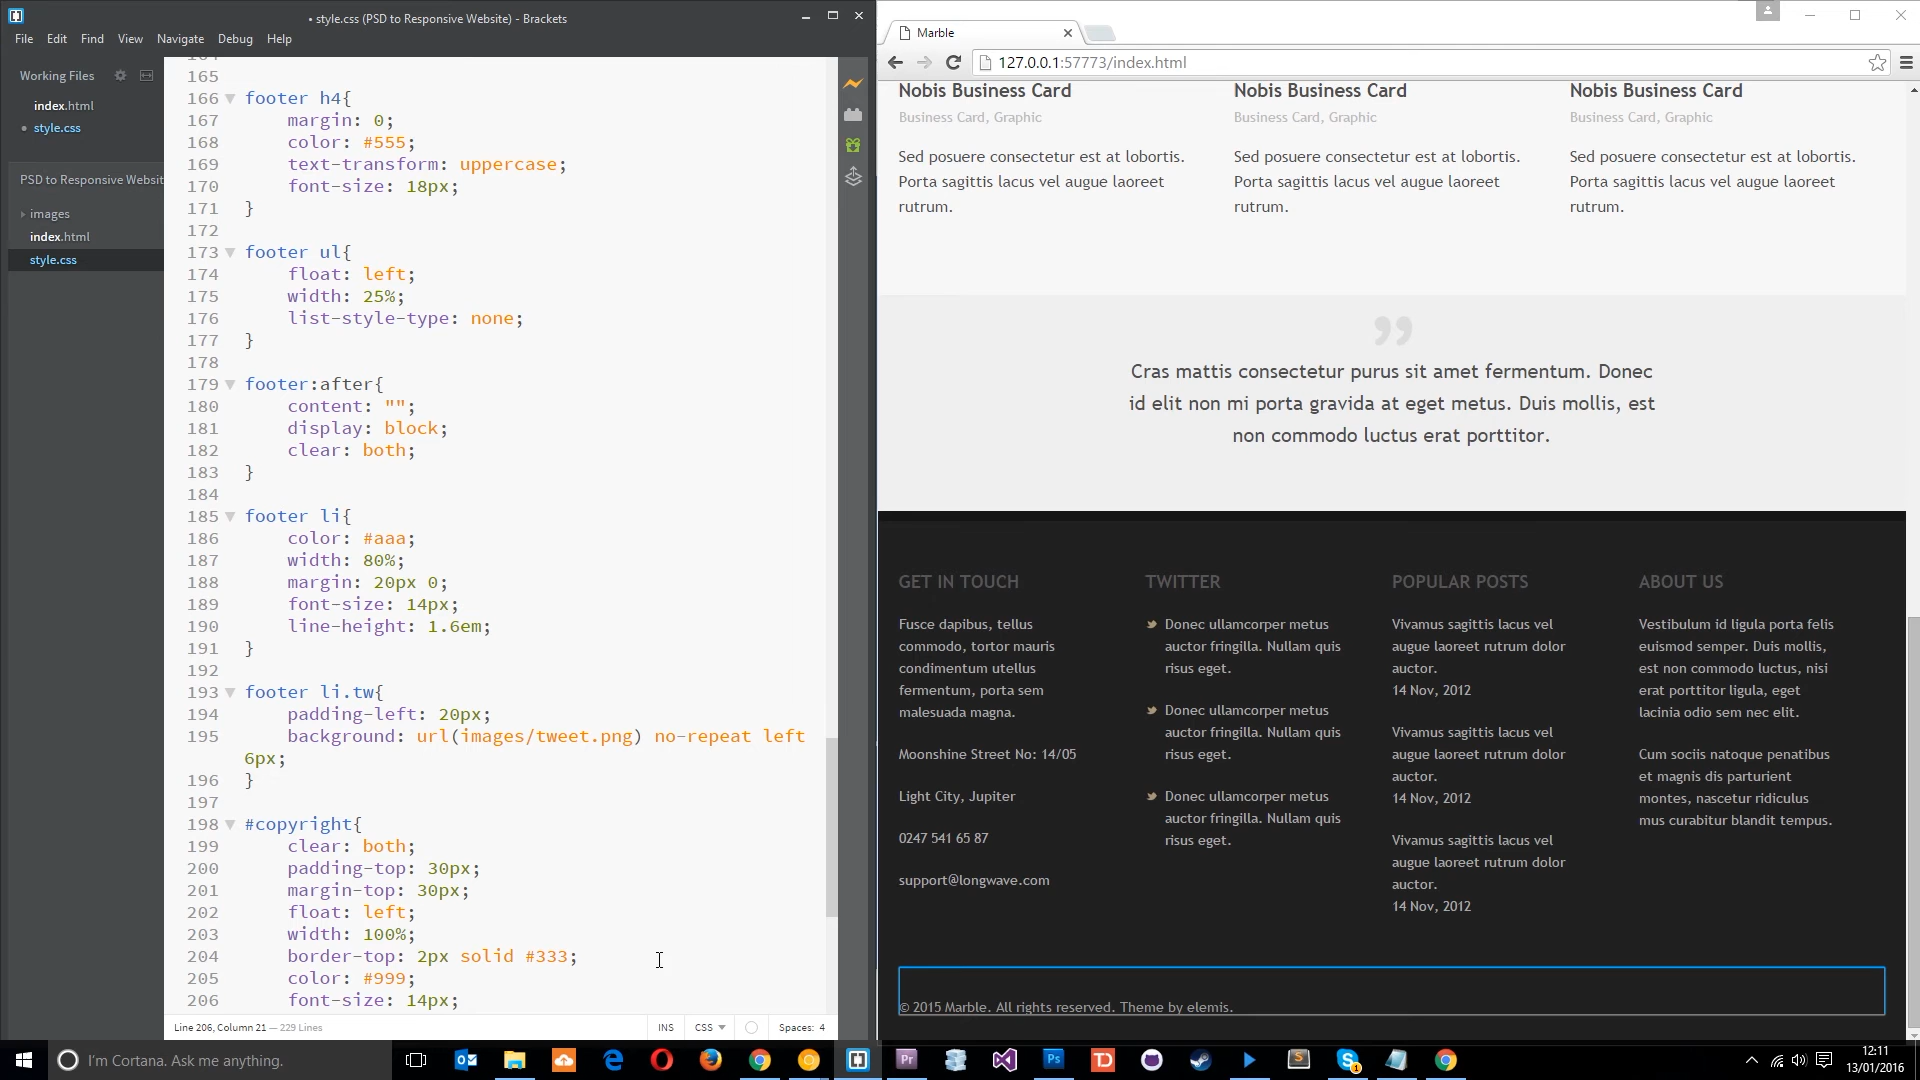 • style.css (PSD to Responsive Website) - Brackets
File Edit Find View Navigate Debug Help
Working Files
index.html
• style.css
PSD to Responsive Websit
images
index.html
style.css
165
166 footer h4{
167 margin: 0;
168 color: #555;
169 text-transform: uppercase;
170 font-size: 18px;
171 }
172
173 footer ul{
174 float: left;
175 width: 25%;
176 list-style-type: none;
177 }
178
179 footer:after{
180 content: "";
181 display: block;
182 clear: both;
183 }
184
185 footer li{
186 color: #aaa;
187 width: 80%;
188 margin: 20px 0;
189 font-size: 14px;
190 line-height: 1.6em;
191 }
192
193 footer li.tw{
194 padding-left: 20px;
195 background: url(images/tweet.png) no-repeat left
6px;
196 }
197
198 #copyright{
199 clear: both;
200 padding-top: 30px;
201 margin-top: 30px;
202 float: left;
203 width: 100%;
204 border-top: 2px solid #333;
205 color: #999;
206 font-size: 14px;
Line 206, Column 21 — 229 Lines
INS CSS Spaces: 4
Marble
127.0.0.1:57773/index.html
Nobis Business Card
Business Card, Graphic
Sed posuere consectetur est at lobortis.
Porta sagittis lacus vel augue laoreet
rutrum.
Nobis Business Card
Business Card, Graphic
Sed posuere consectetur est at lobortis.
Porta sagittis lacus vel augue laoreet
rutrum.
Nobis Business Card
Business Card, Graphic
Sed posuere consectetur est at lobortis.
Porta sagittis lacus vel augue laoreet
rutrum.
Cras mattis consectetur purus sit amet fermentum. Donec
id elit non mi porta gravida at eget metus. Duis mollis, est
non commodo luctus erat porttitor.
GET IN TOUCH
Fusce dapibus, tellus
commodo, tortor mauris
condimentum utellus
fermentum, porta sem
malesuada magna.
Moonshine Street No: 14/05
Light City, Jupiter
0247 541 65 87
support@longwave.com
TWITTER
Donec ullamcorper metus
auctor fringilla. Nullam quis
risus eget.
Donec ullamcorper metus
auctor fringilla. Nullam quis
risus eget.
Donec ullamcorper metus
auctor fringilla. Nullam quis
risus eget.
POPULAR POSTS
Vivamus sagittis lacus vel
augue laoreet rutrum dolor
auctor.
14 Nov, 2012
Vivamus sagittis lacus vel
augue laoreet rutrum dolor
auctor.
14 Nov, 2012
Vivamus sagittis lacus vel
augue laoreet rutrum dolor
auctor.
14 Nov, 2012
ABOUT US
Vestibulum id ligula porta felis
euismod semper. Duis mollis,
est non commodo luctus, nisi
erat porttitor ligula, eget
lacinia odio sem nec elit.
Cum sociis natoque penatibus
et magnis dis parturient
montes, nascetur ridiculus
mus curabitur blandit tempus.
© 2015 Marble. All rights reserved. Theme by elemis.
I'm Cortana. Ask me anything.
Pr
Ps
TD
S
12:11
13/01/2016